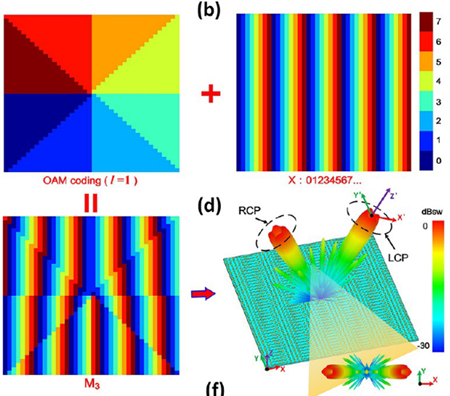 (b)
7
6
5
4
3
2
1
0
OAM coding ( l =1 )
X : 01234567...
(d)
RCP
Y'
Z'
X'
LCP
dBsw
0
-30
M3
Y
Z
X
Y
X
(f)